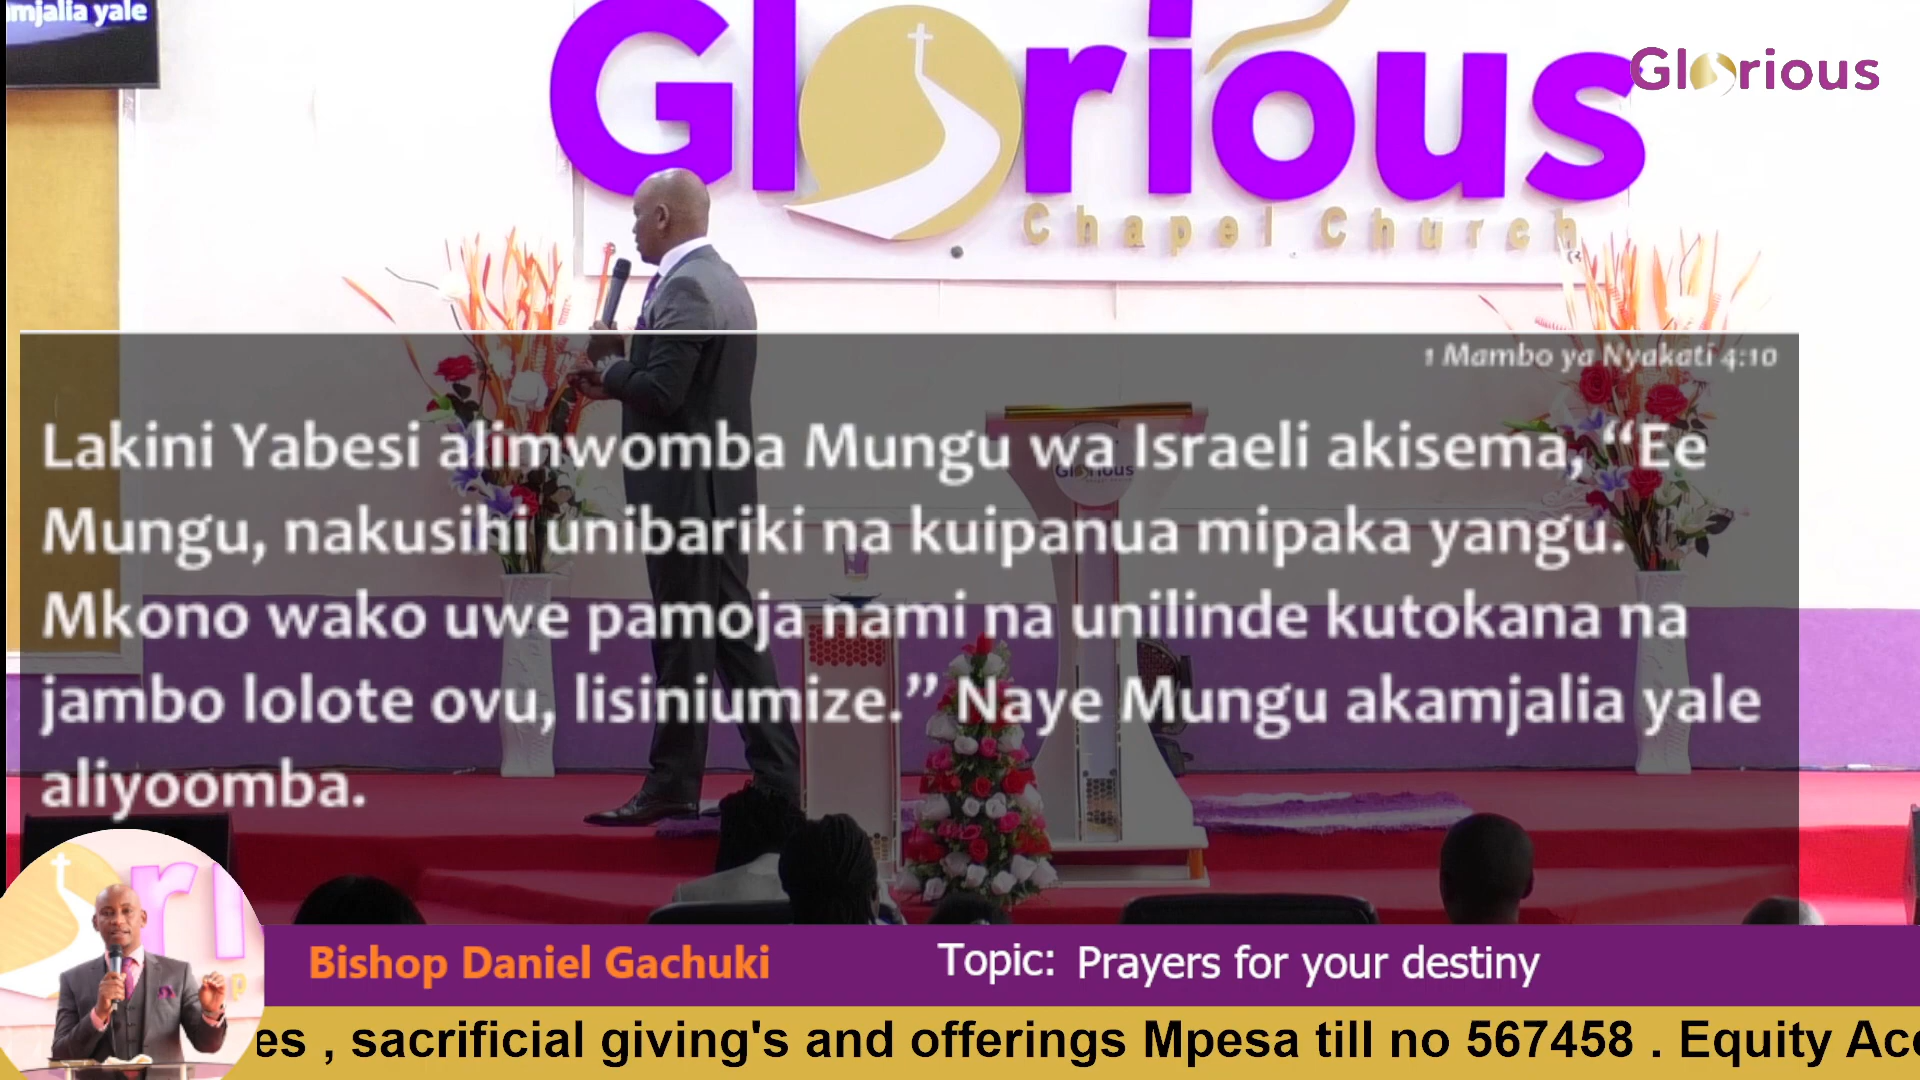 amjalia yale
Glorious
Chapel Church
Glorious
1 Mambo ya Nyakati 4:10
Lakini Yabesi alimwomba Mungu wa Israeli akisema, “Ee
Mungu, nakusihi unibariki na kuipanua mipaka yangu.
Mkono wako uwe pamoja nami na unilinde kutokana na
jambo lolote ovu, lisiniumize.” Naye Mungu akamjalia yale
aliyoomba.
Glorious
Bishop Daniel Gachuki
Topic: Prayers for your destiny
es , sacrificial giving's and offerings Mpesa till no 567458 . Equity Acc